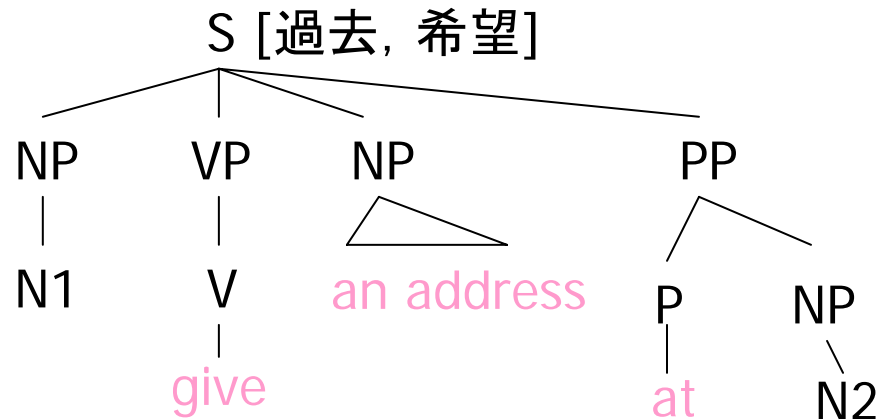 S [過去, 希望]
NP VP NP PP
N1 V an address P NP
give at N2